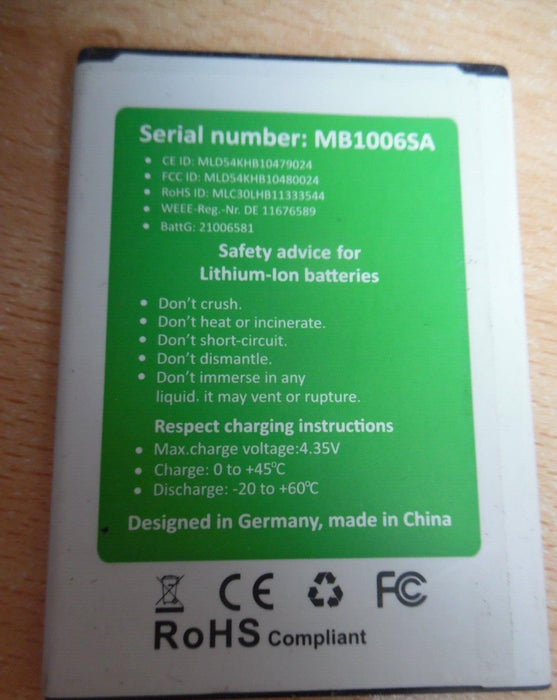 Serial number: MB1006SA
• CE ID: MLD54KHB10479024
• FCC ID: MLD54KHB10480024
• RoHS ID: MLC30LHB11333544
• WEEE-Reg.-Nr. DE 11676589
• BattG: 21006581
Safety advice for
Lithium-Ion batteries
• Don't crush.
• Don't heat or incinerate.
• Don't short-circuit.
• Don't dismantle.
• Don't immerse in any
liquid. it may vent or rupture.
Respect charging instructions
• Max.charge voltage:4.35V
• Charge: 0 to +45°C
• Discharge: -20 to +60°C
Designed in Germany, made in China
CE FC
RoHS Compliant